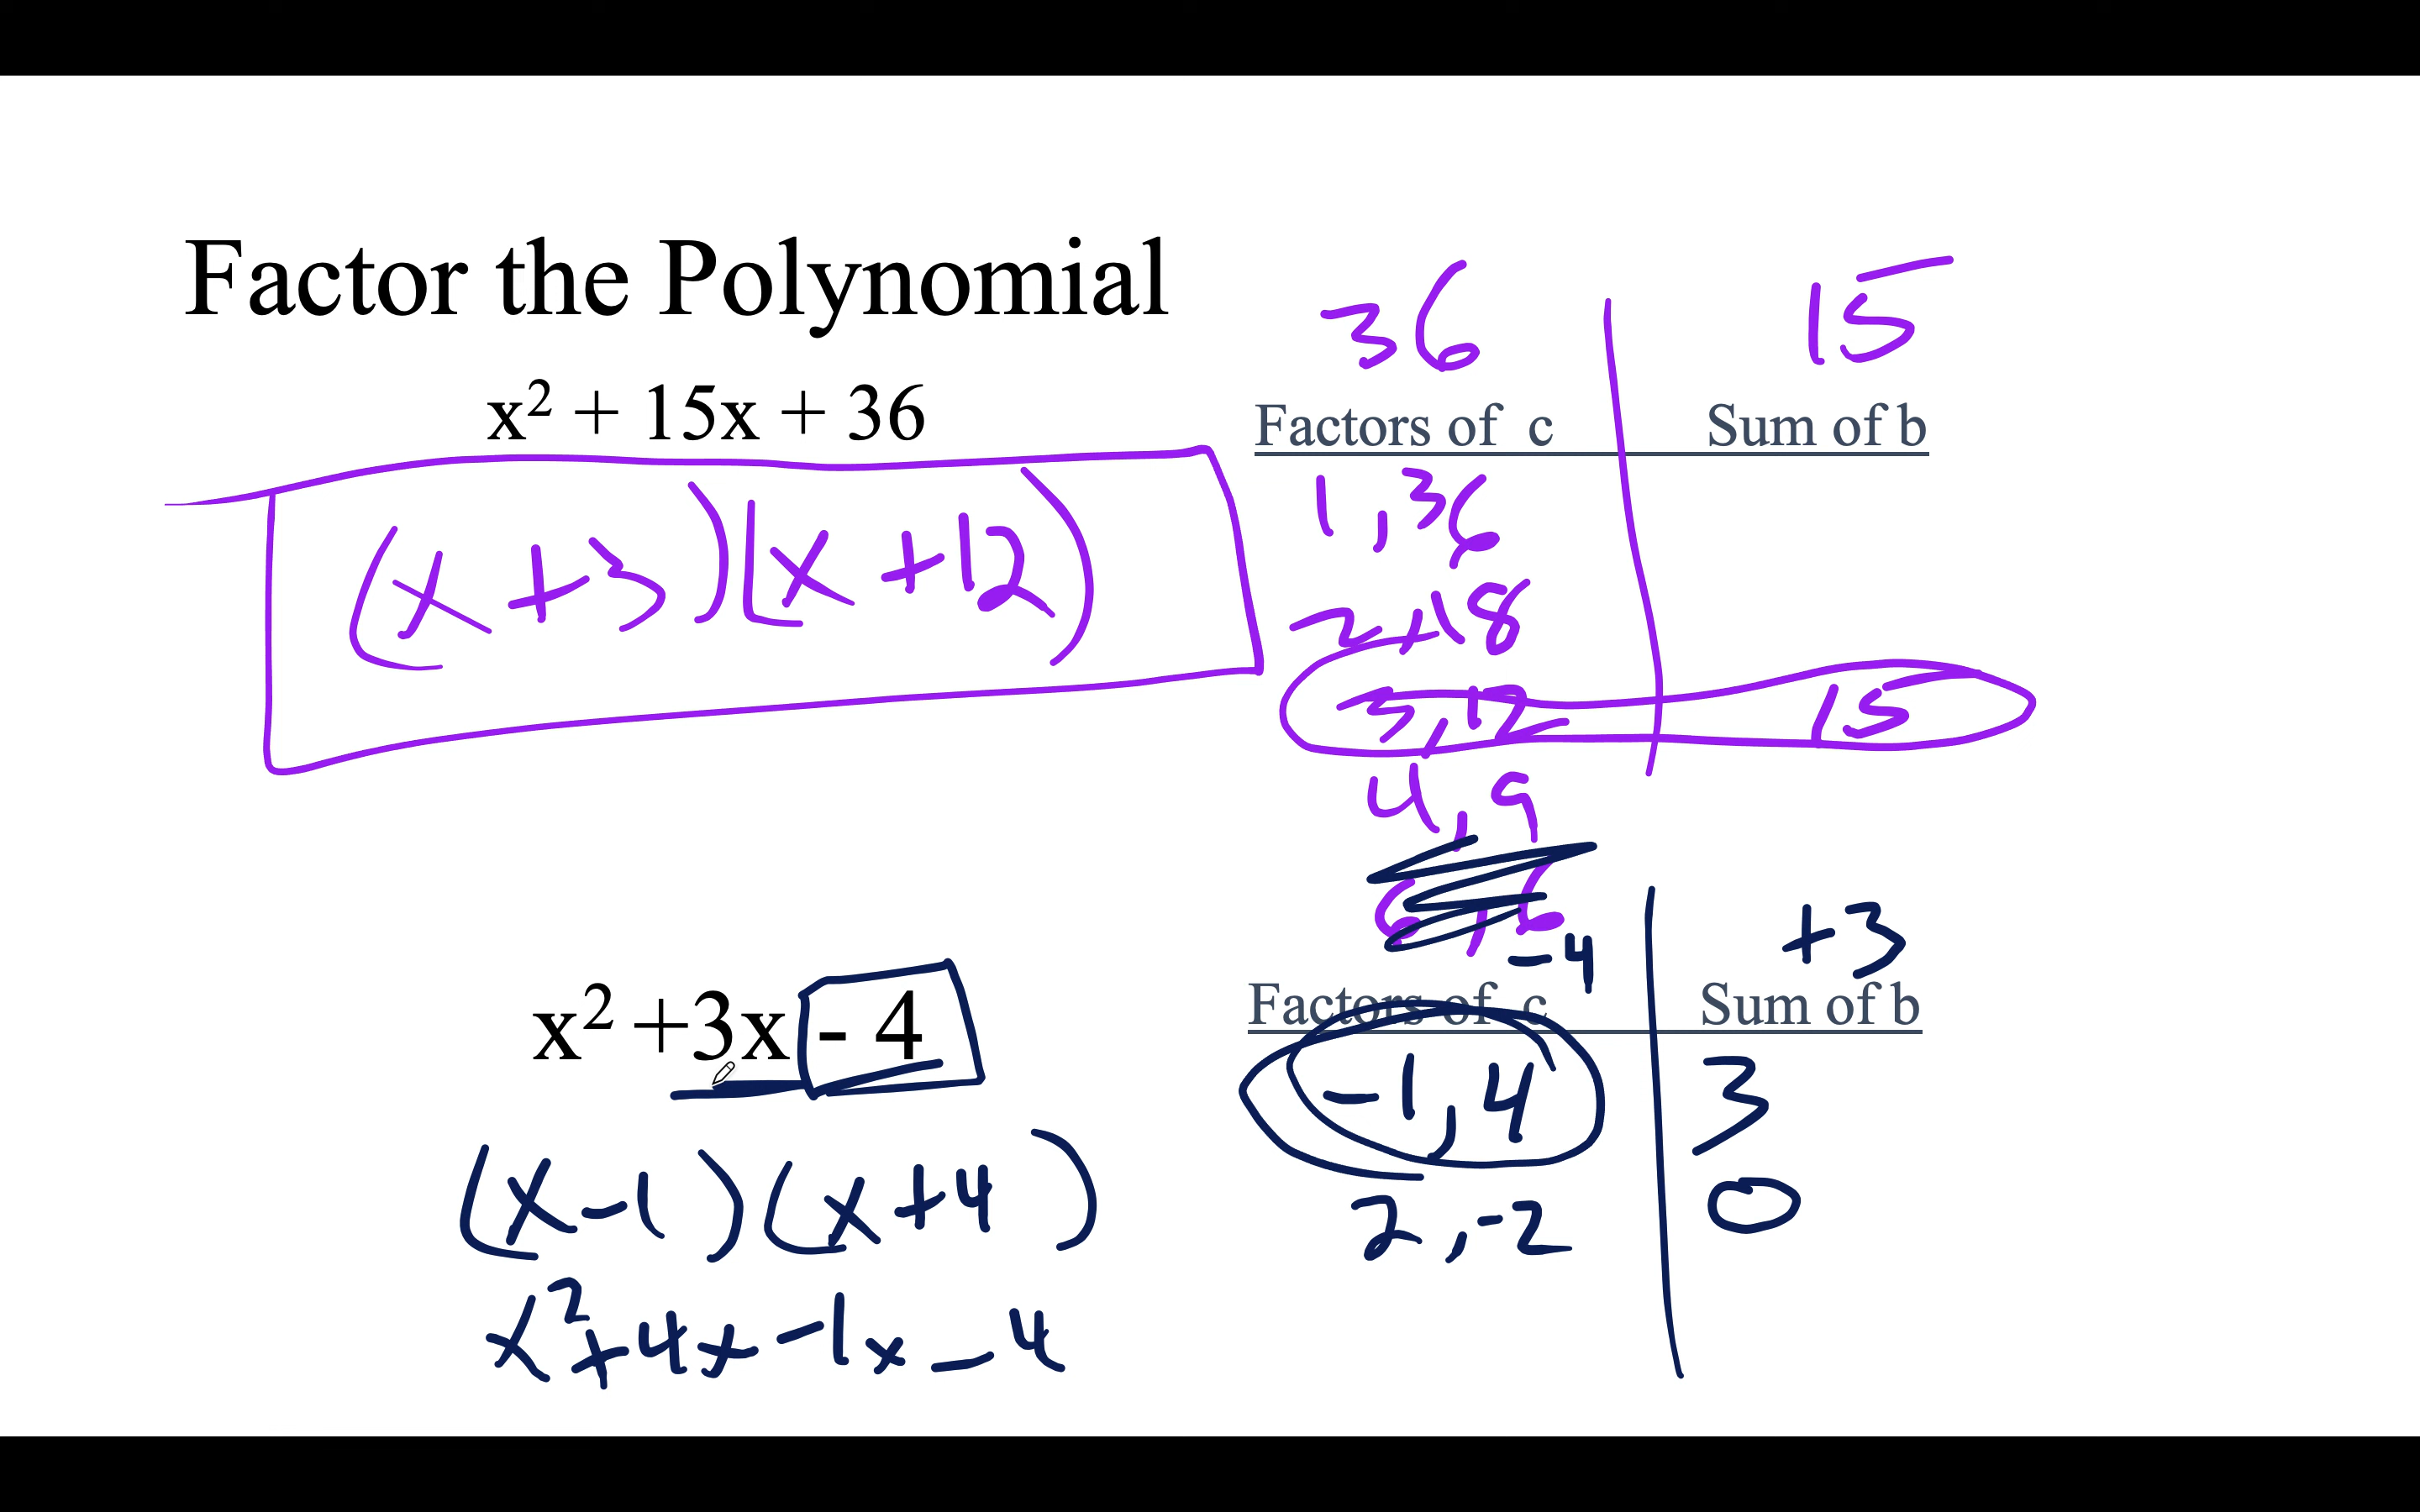 Factor the Polynomial
x² + 15x + 36
(x + 3)(x + 12)
36 15
Factors of c Sum of b
1, 36
2, 18
3, 12 15
4, 9
6, 6
x² +3x - 4
(x - 1)(x + 4)
x² + 4x - 1x - 4
-4 +3
Factors of c Sum of b
-1, 4 3
2, -2 0